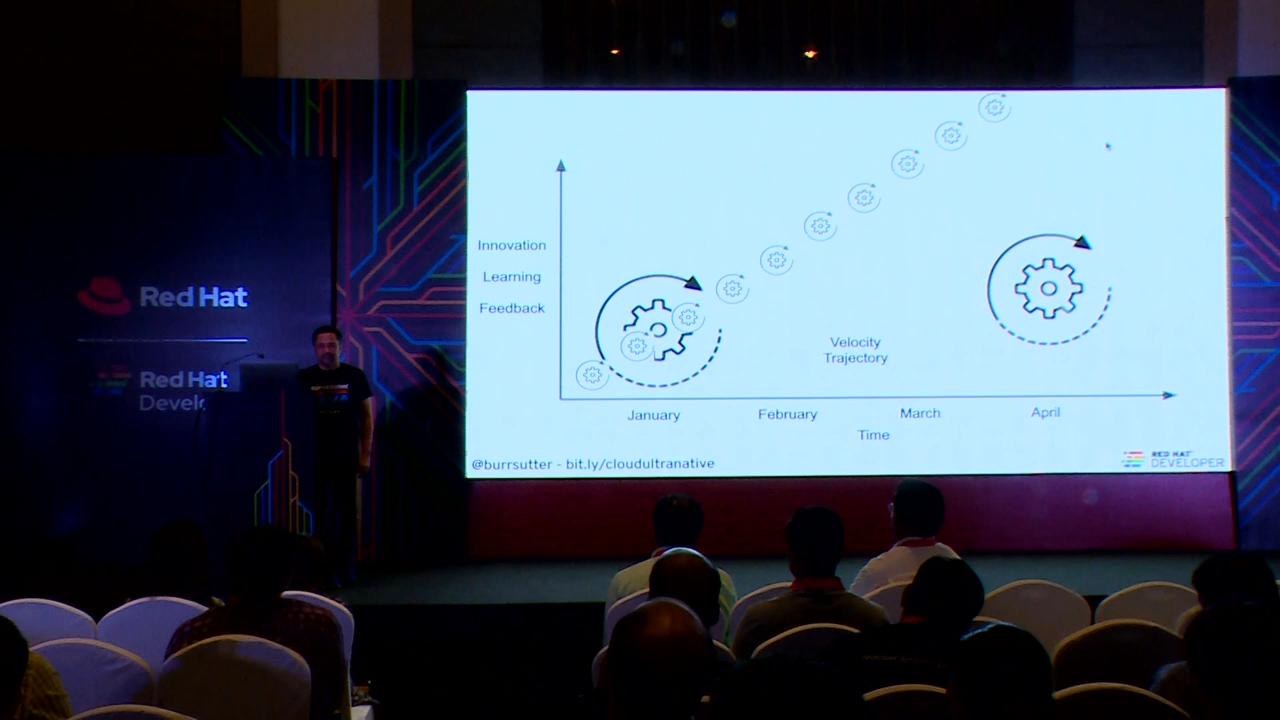 Red Hat
Red Hat
Develo
Innovation
Learning
Feedback
Velocity
Trajectory
January
February
March
April
Time
@burrsutter - bit.ly/cloudultranative
RED HAT
DEVELOPER